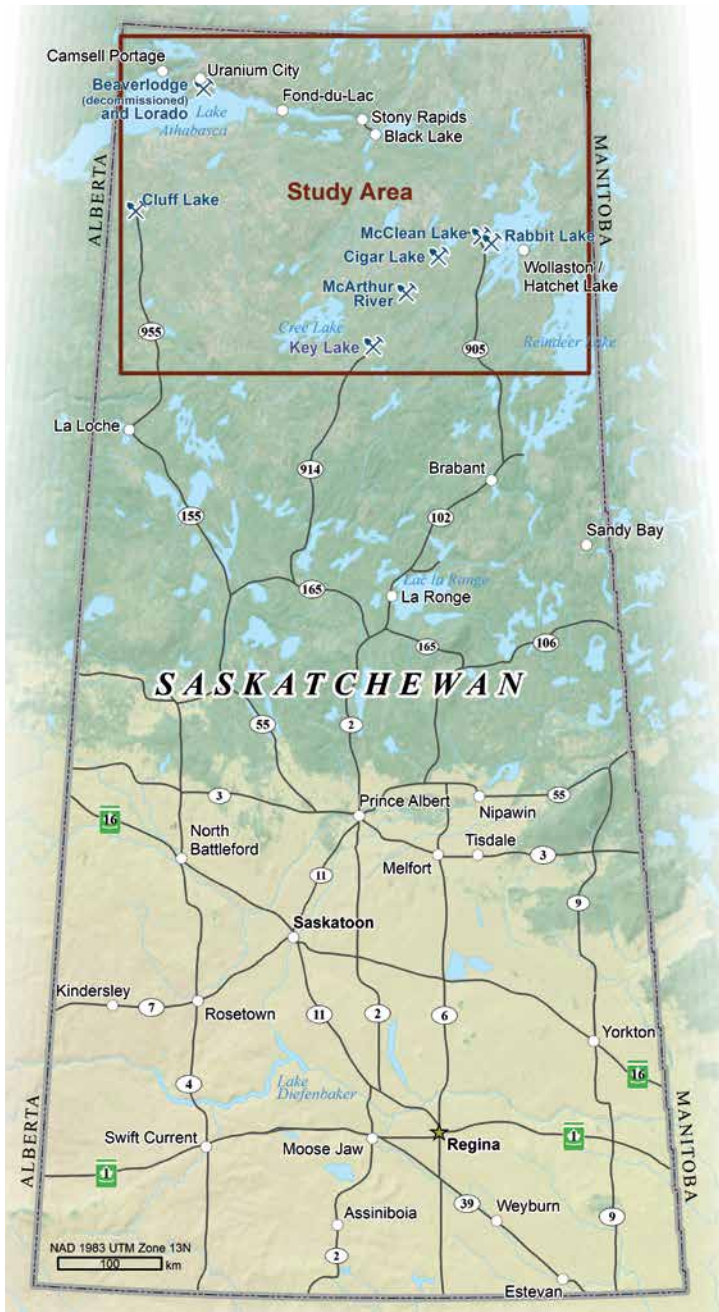 Camsell Portage
Uranium City
Beaverlodge
(decommissioned)
and Lorado
Lake
Athabasca
Fond-du-Lac
Stony Rapids
Black Lake
ALBERTA
MANITOBA
Study Area
Cluff Lake
McClean Lake
Rabbit Lake
Cigar Lake
Wollaston /
Hatchet Lake
McArthur
River
955
Cree Lake
Key Lake
905
Reindeer Lake
La Loche
914
Brabant
155
102
Sandy Bay
Lac la Ronge
165
La Ronge
165
106
SASKATCHEWAN
55
2
3
Prince Albert
Nipawin
55
16
North
Battleford
Melfort
Tisdale
3
11
9
Saskatoon
Kindersley
7
Rosetown
11
2
6
Yorkton
16
4
Lake
Diefenbaker
ALBERTA
MANITOBA
Swift Current
Moose Jaw
Regina
1
1
39
Weyburn
Assiniboia
9
2
NAD 1983 UTM Zone 13N
100 km
Estevan